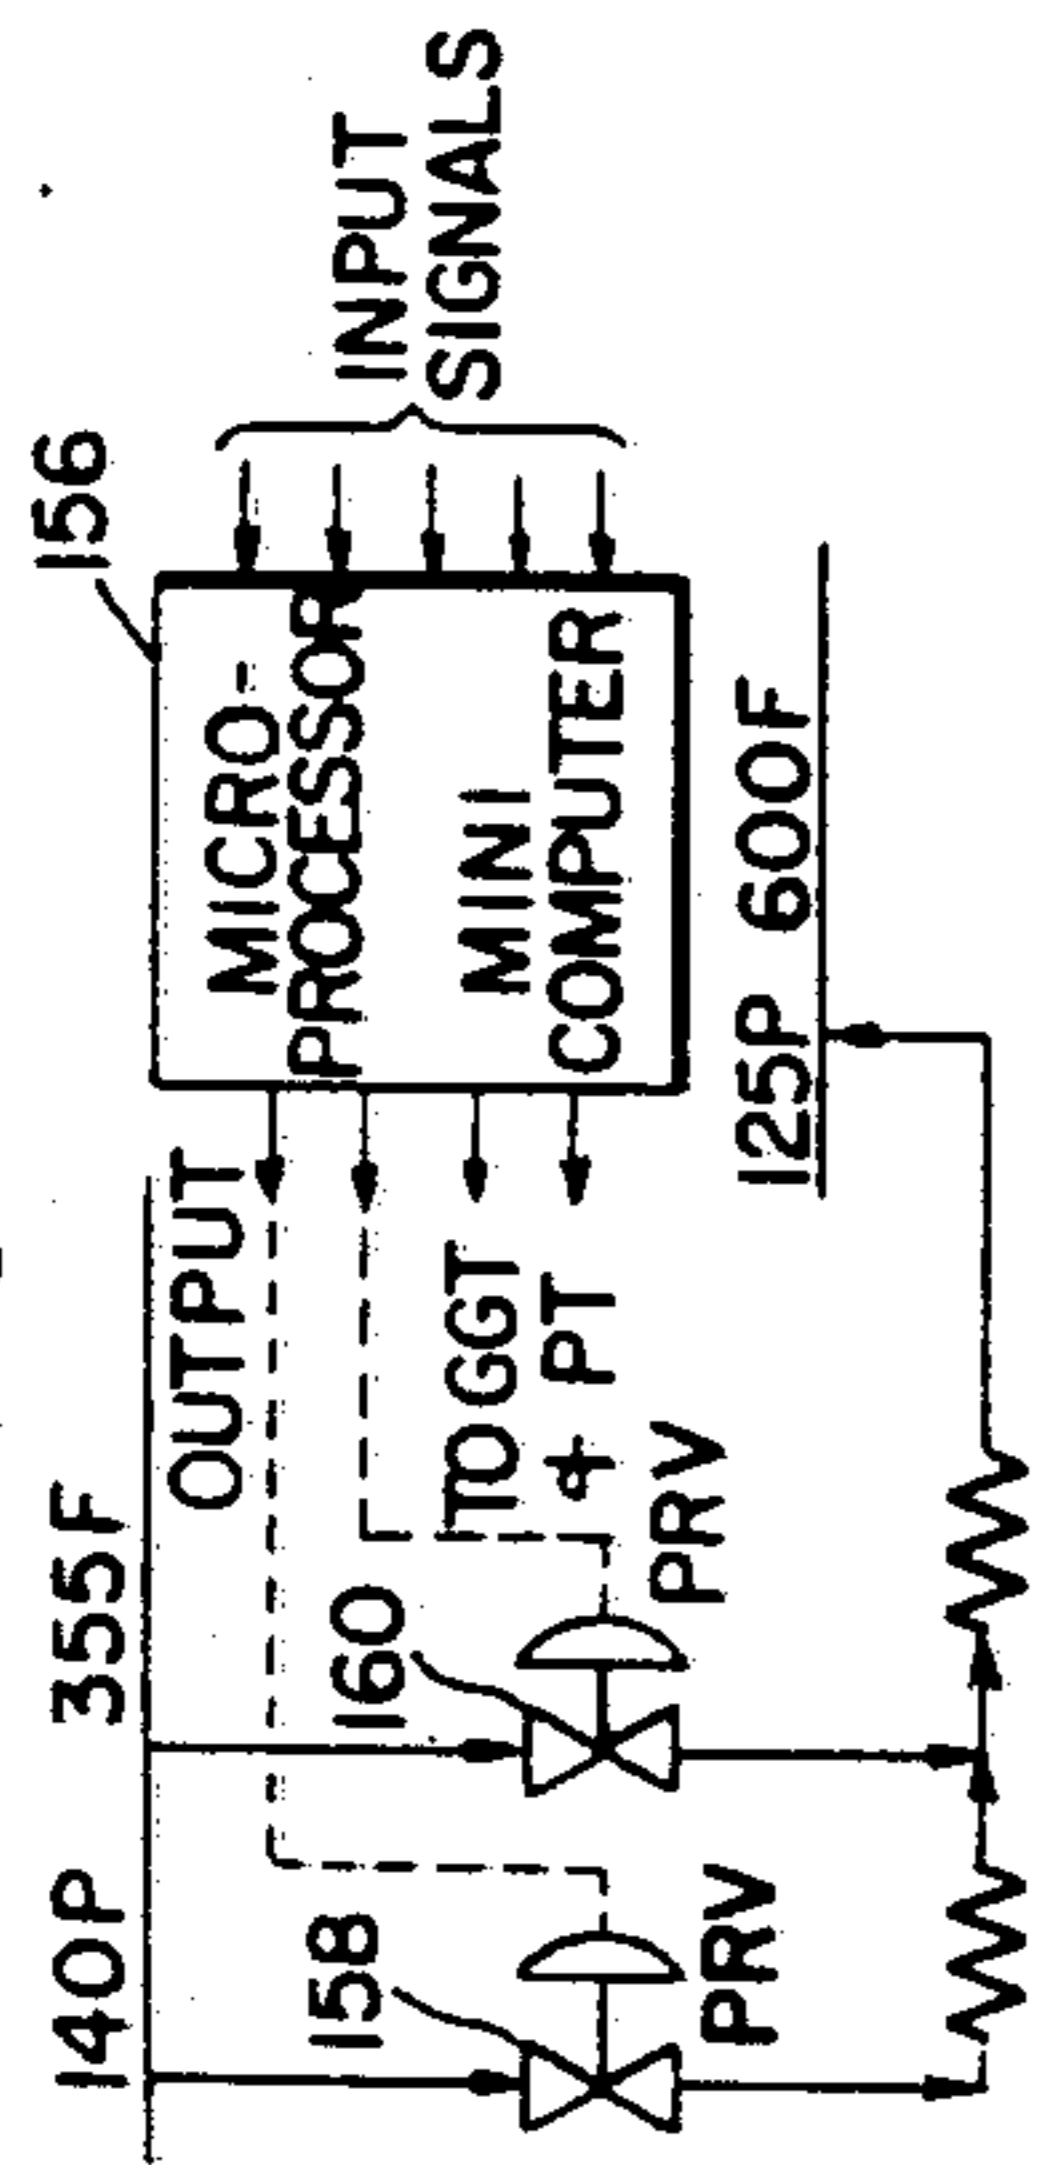 140P 355F
OUTPUT
156
MICRO-
PROCESSOR
MINI
COMPUTER
INPUT
SIGNALS
158
160
TO GGT
& PT
PRV
PRV
125P 600F